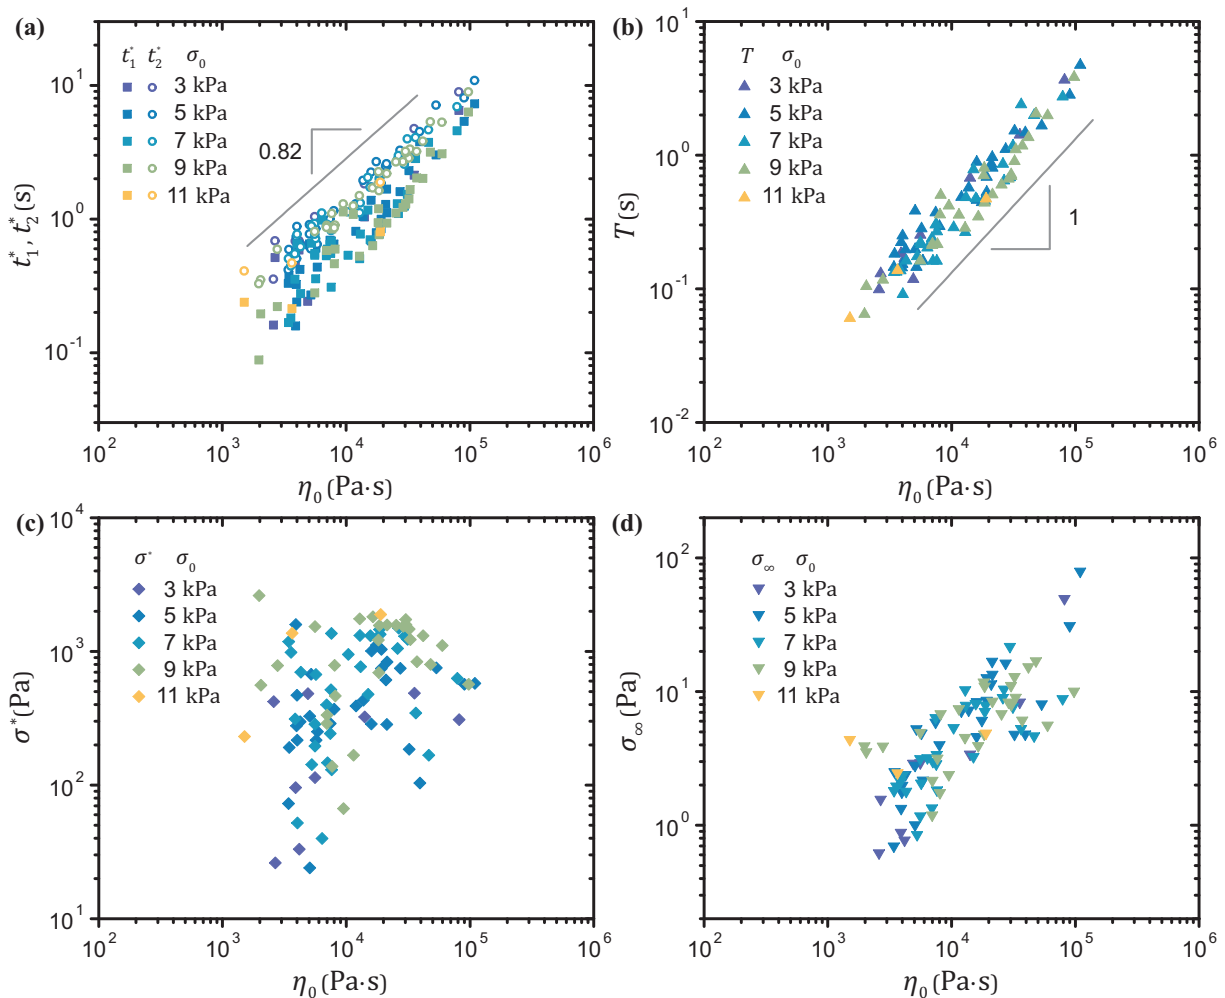 (a)
t*1 t*2 σ0
3 kPa
5 kPa
7 kPa
9 kPa
11 kPa
0.82
10^1
10^0
10^-1
t*1, t*2 (s)
10^2 10^3 10^4 10^5 10^6
η0 (Pa·s)
(b)
T σ0
3 kPa
5 kPa
7 kPa
9 kPa
11 kPa
1
10^1
10^0
10^-1
10^-2
T (s)
10^2 10^3 10^4 10^5 10^6
η0 (Pa·s)
(c)
σ* σ0
3 kPa
5 kPa
7 kPa
9 kPa
11 kPa
10^4
10^3
10^2
10^1
σ* (Pa)
10^2 10^3 10^4 10^5 10^6
η0 (Pa·s)
(d)
σ∞ σ0
3 kPa
5 kPa
7 kPa
9 kPa
11 kPa
10^2
10^1
10^0
σ∞ (Pa)
10^2 10^3 10^4 10^5 10^6
η0 (Pa·s)